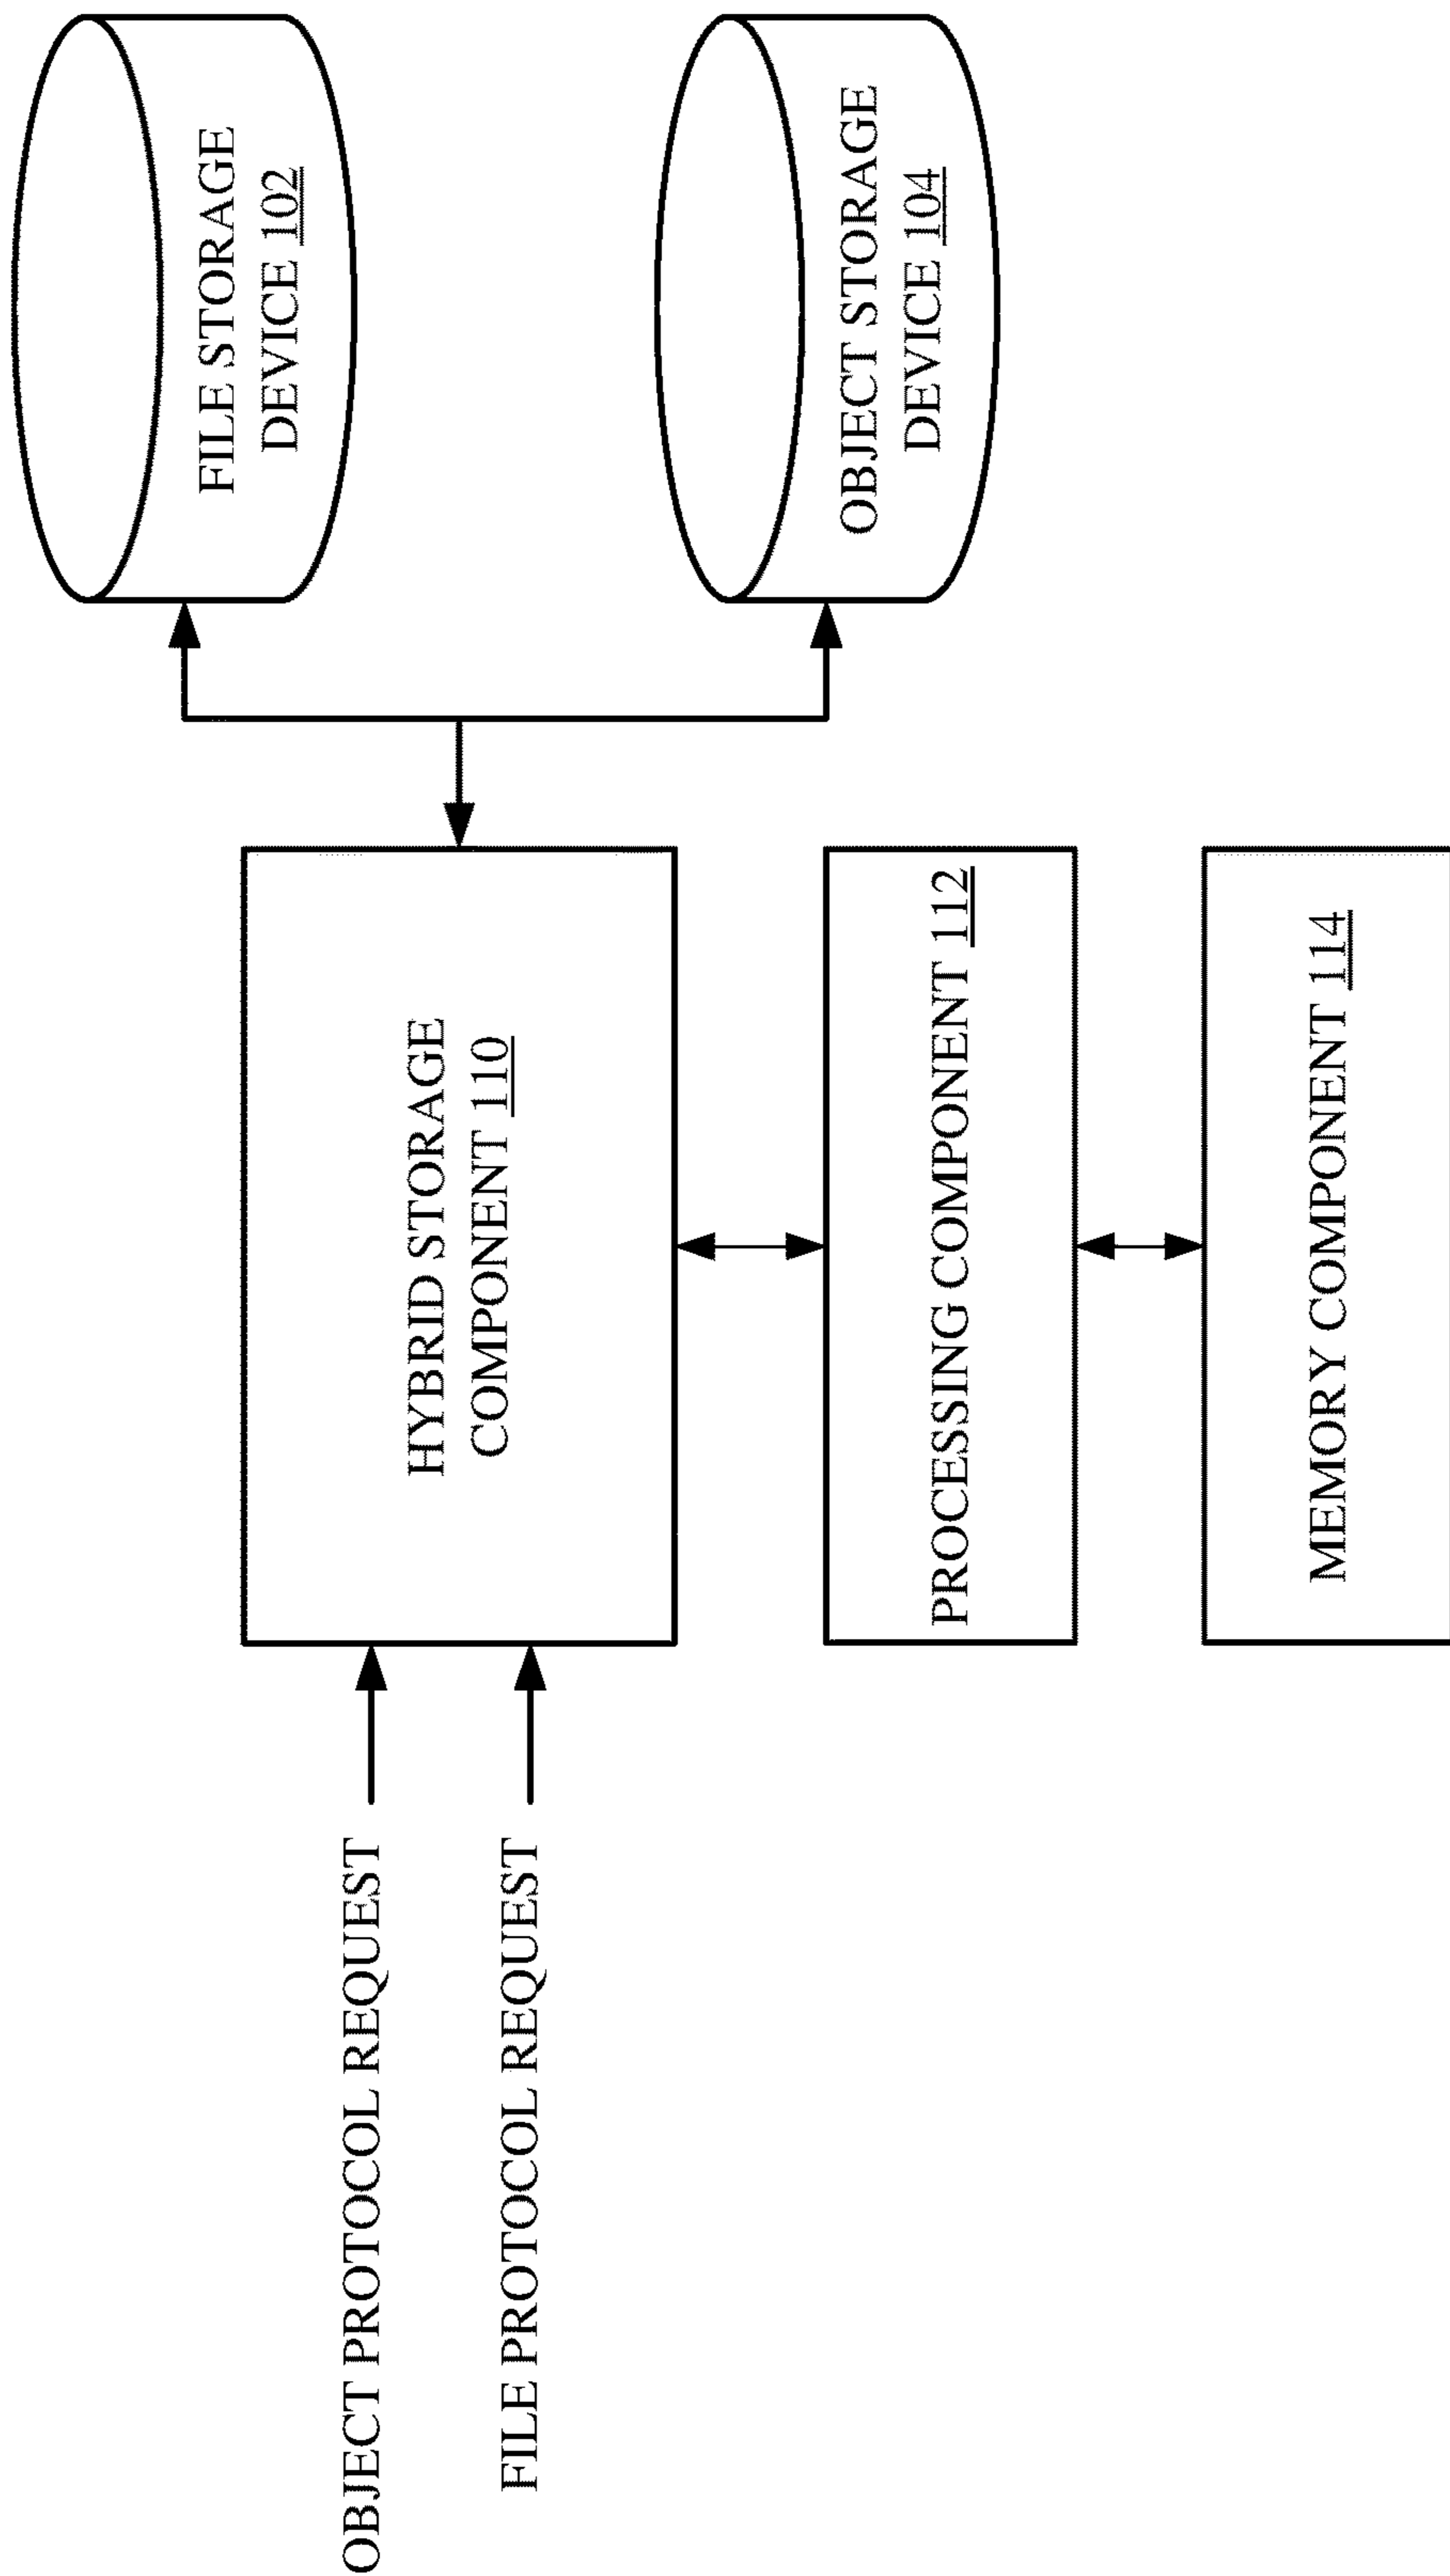 OBJECT PROTOCOL REQUEST
FILE PROTOCOL REQUEST
HYBRID STORAGE
COMPONENT 110
PROCESSING COMPONENT 112
MEMORY COMPONENT 114
FILE STORAGE
DEVICE 102
OBJECT STORAGE
DEVICE 104